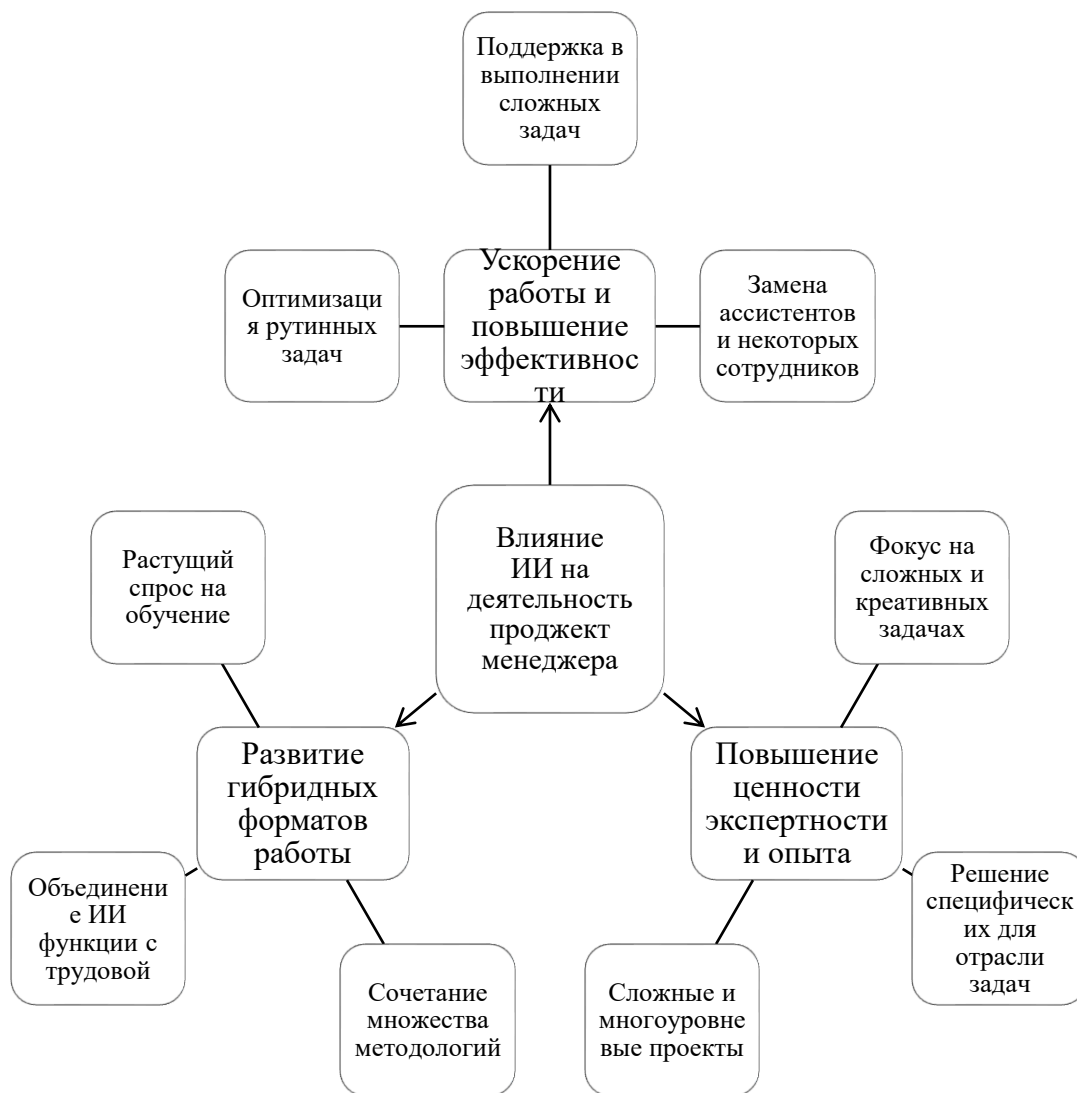 Поддержка в
выполнении
сложных
задач
Оптимизаци
я рутинных
задач
Ускорение
работы и
повышение
эффективнос
ти
Замена
ассистентов
и некоторых
сотрудников
Влияние
ИИ на
деятельность
проджект
менеджера
Растущий
спрос на
обучение
Фокус на
сложных и
креативных
задачах
Развитие
гибридных
форматов
работы
Повышение
ценности
экспертности
и опыта
Объединени
е ИИ
функции с
трудовой
Сочетание
множества
методологий
Сложные и
многоуровне
вые проекты
Решение
специфическ
их для
отрасли
задач